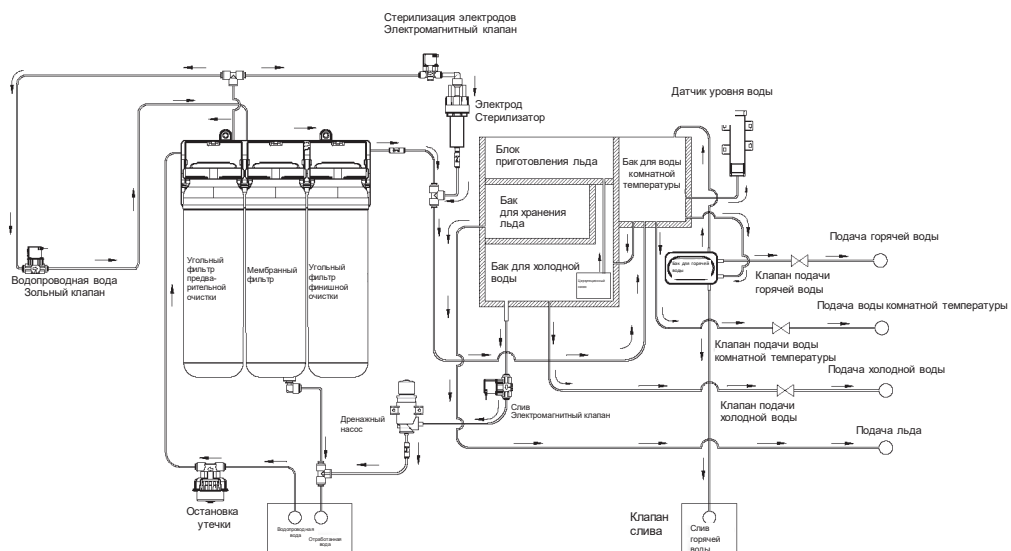 Стерилизация электродов
Электромагнитный клапан
Датчик уровня воды
Электрод
Стерилизатор
Блок
приготовления льда
Бак для воды
комнатной
температуры
Бак
для хранения
льда
Бак для холодной
воды
Бак для горячей
воды
Подача горячей воды
Клапан подачи
горячей воды
Водопроводная вода
Зольный клапан
Угольный
фильтр
предва-
рительной
очистки
Мембранный
фильтр
Угольный
фильтр
финишной
очистки
Подача воды комнатной температуры
Клапан подачи воды
комнатной температуры
Подача холодной воды
Клапан подачи
холодной воды
Дренажный
насос
Слив
Электромагнитный клапан
Подача льда
Остановка
утечки
Водопроводная
вода
Отработанная
вода
Клапан
слива
Слив
горячей
воды